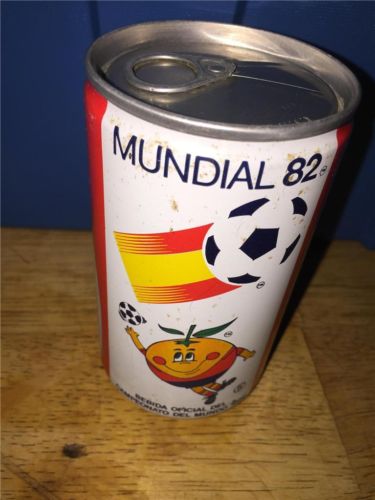 MUNDIAL 82
BEBIDA OFICIAL DEL
CAMPEONATO DEL MUNDO